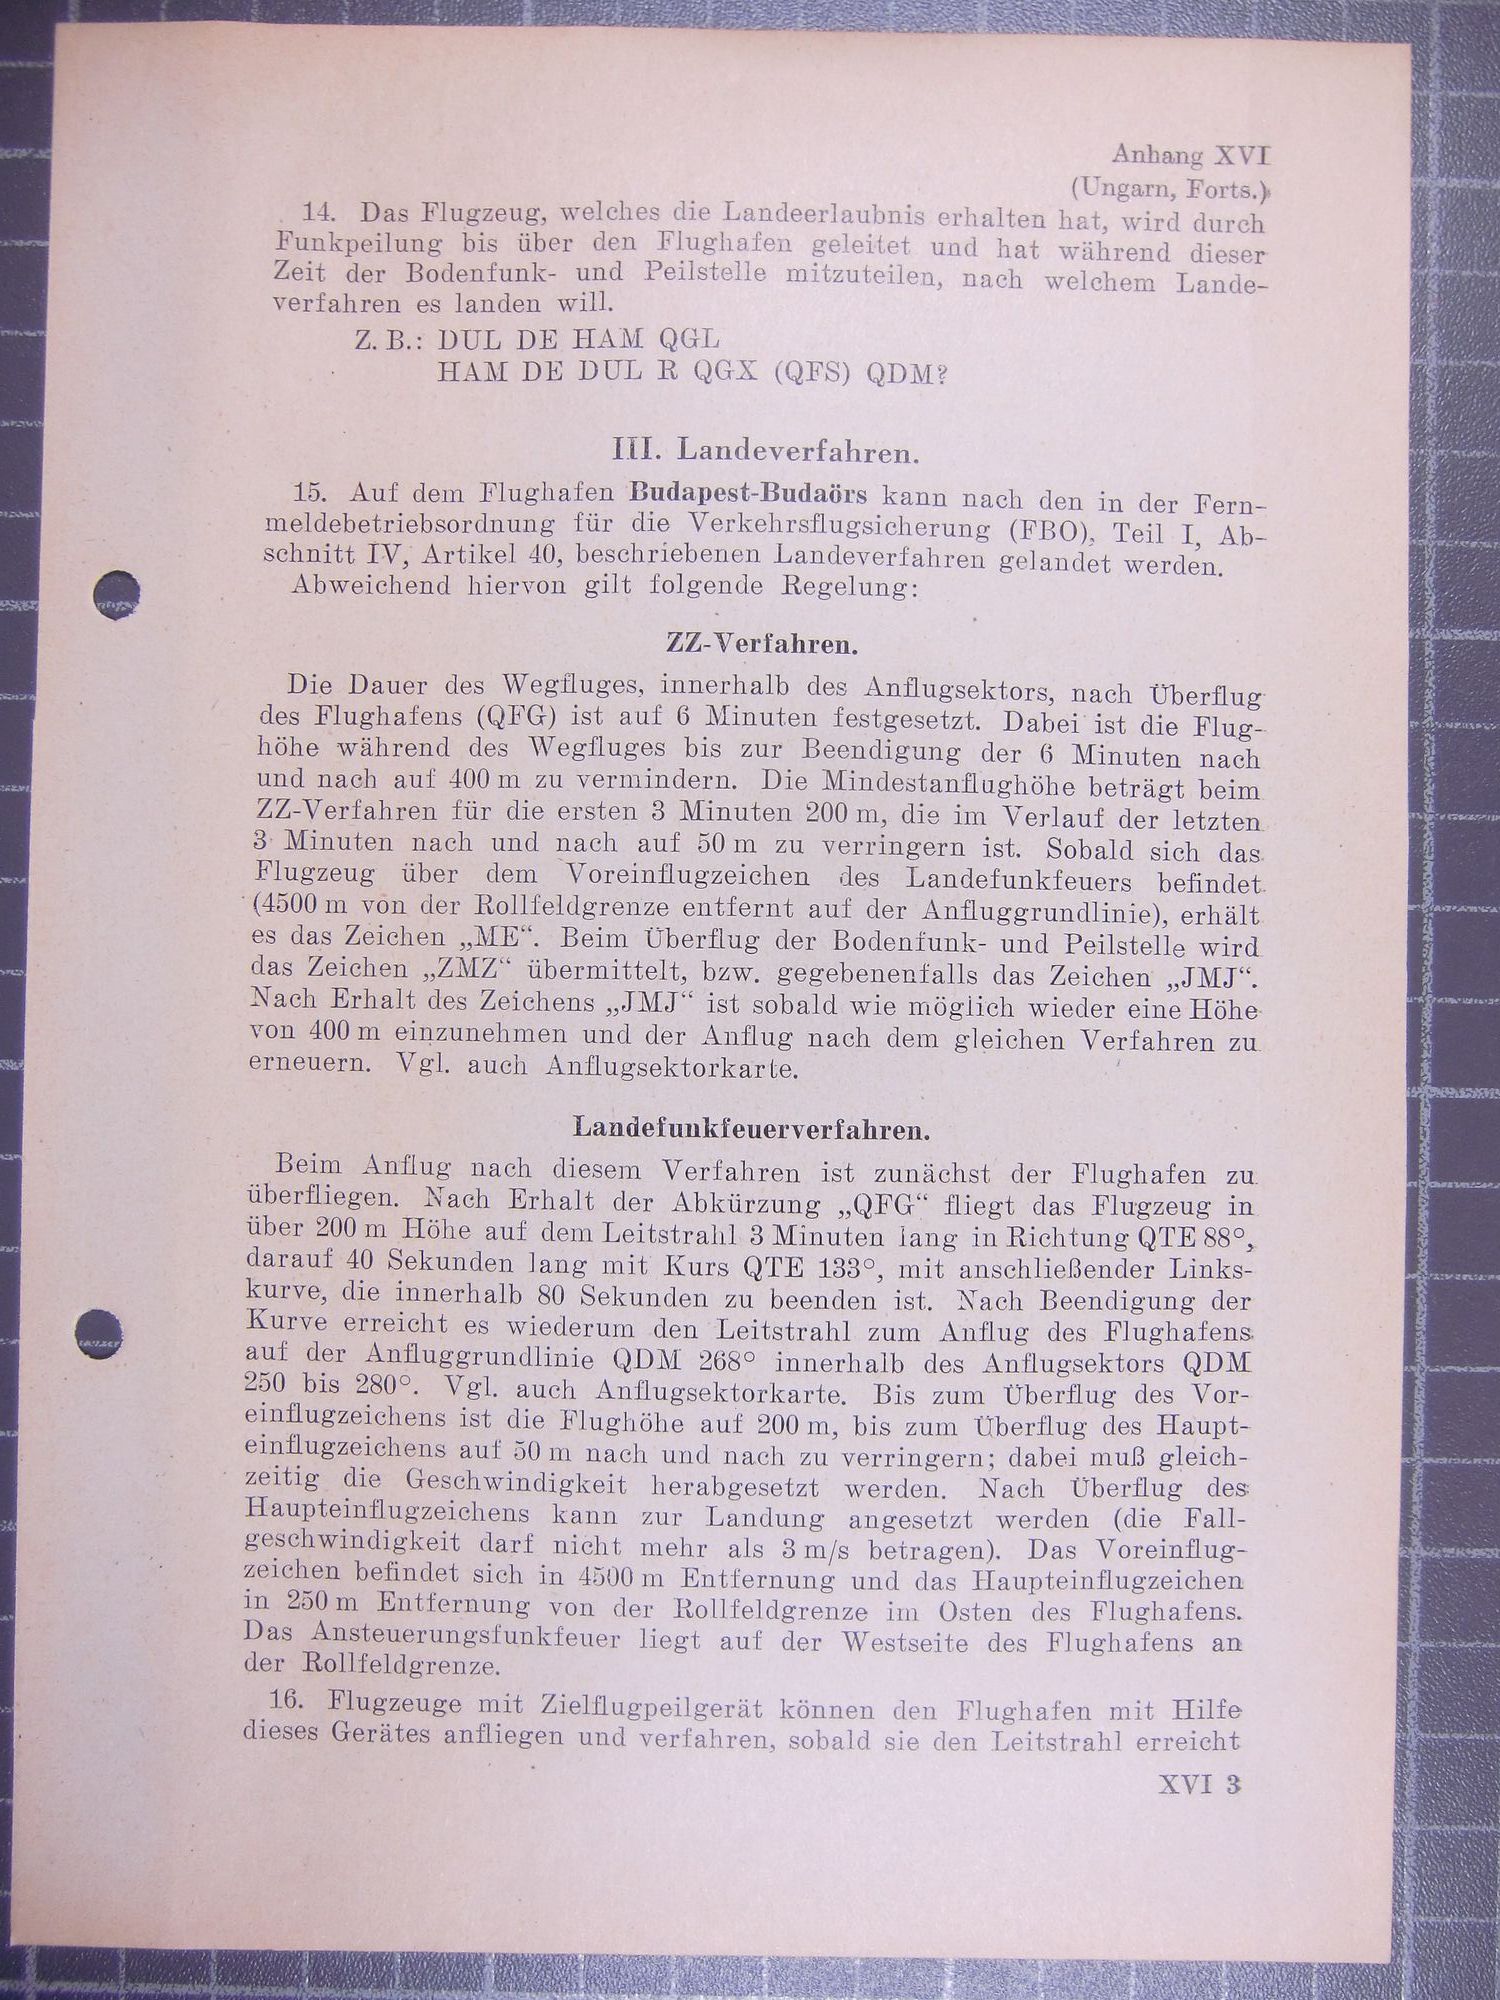 Anhang XVI
(Ungarn, Forts.)
14. Das Flugzeug, welches die Landeerlaubnis erhalten hat, wird durch
Funkpeilung bis über den Flughafen geleitet und hat während dieser
Zeit der Bodenfunk- und Peilstelle mitzuteilen, nach welchem Lande-
verfahren es landen will.
Z. B.: DUL DE HAM QGL
HAM DE DUL R QGX (QFS) QDM?
III. Landeverfahren.
15. Auf dem Flughafen Budapest-Budaörs kann nach den in der Fern-
meldebetriebsordnung für die Verkehrsflugsicherung (FBO), Teil I, Ab-
schnitt IV, Artikel 40, beschriebenen Landeverfahren gelandet werden.
Abweichend hiervon gilt folgende Regelung:
ZZ-Verfahren.
Die Dauer des Wegfluges, innerhalb des Anflugsektors, nach Überflug
des Flughafens (QFG) ist auf 6 Minuten festgesetzt. Dabei ist die Flug-
höhe während des Wegfluges bis zur Beendigung der 6 Minuten nach
und nach auf 400 m zu vermindern. Die Mindestanflughöhe beträgt beim
ZZ-Verfahren für die ersten 3 Minuten 200 m, die im Verlauf der letzten
3 Minuten nach und nach auf 50 m zu verringern ist. Sobald sich das
Flugzeug über dem Voreinflugzeichen des Landefunkfeuers befindet
(4500 m von der Rollfeldgrenze entfernt auf der Anfluggrundlinie), erhält
es das Zeichen „ME“. Beim Überflug der Bodenfunk- und Peilstelle wird
das Zeichen „ZMZ“ übermittelt, bzw. gegebenenfalls das Zeichen „JMJ“.
Nach Erhalt des Zeichens „JMJ“ ist sobald wie möglich wieder eine Höhe
von 400 m einzunehmen und der Anflug nach dem gleichen Verfahren zu
erneuern. Vgl. auch Anflugsektorkarte.
Landefunkfeuerverfahren.
Beim Anflug nach diesem Verfahren ist zunächst der Flughafen zu
überfliegen. Nach Erhalt der Abkürzung „QFG“ fliegt das Flugzeug in
über 200 m Höhe auf dem Leitstrahl 3 Minuten lang in Richtung QTE 88°,
darauf 40 Sekunden lang mit Kurs QTE 133°, mit anschließender Links-
kurve, die innerhalb 80 Sekunden zu beenden ist. Nach Beendigung der
Kurve erreicht es wiederum den Leitstrahl zum Anflug des Flughafens
auf der Anfluggrundlinie QDM 268° innerhalb des Anflugsektors QDM
250 bis 280°. Vgl. auch Anflugsektorkarte. Bis zum Überflug des Vor-
einflugzeichens ist die Flughöhe auf 200 m, bis zum Überflug des Haupt-
einflugzeichens auf 50 m nach und nach zu verringern; dabei muß gleich-
zeitig die Geschwindigkeit herabgesetzt werden. Nach Überflug des
Haupteinflugzeichens kann zur Landung angesetzt werden (die Fall-
geschwindigkeit darf nicht mehr als 3 m/s betragen). Das Voreinflug-
zeichen befindet sich in 4500 m Entfernung und das Haupteinflugzeichen
in 250 m Entfernung von der Rollfeldgrenze im Osten des Flughafens.
Das Ansteuerungsfunkfeuer liegt auf der Westseite des Flughafens an
der Rollfeldgrenze.
16. Flugzeuge mit Zielflugpeilgerät können den Flughafen mit Hilfe
dieses Gerätes anfliegen und verfahren, sobald sie den Leitstrahl erreicht
XVI 3